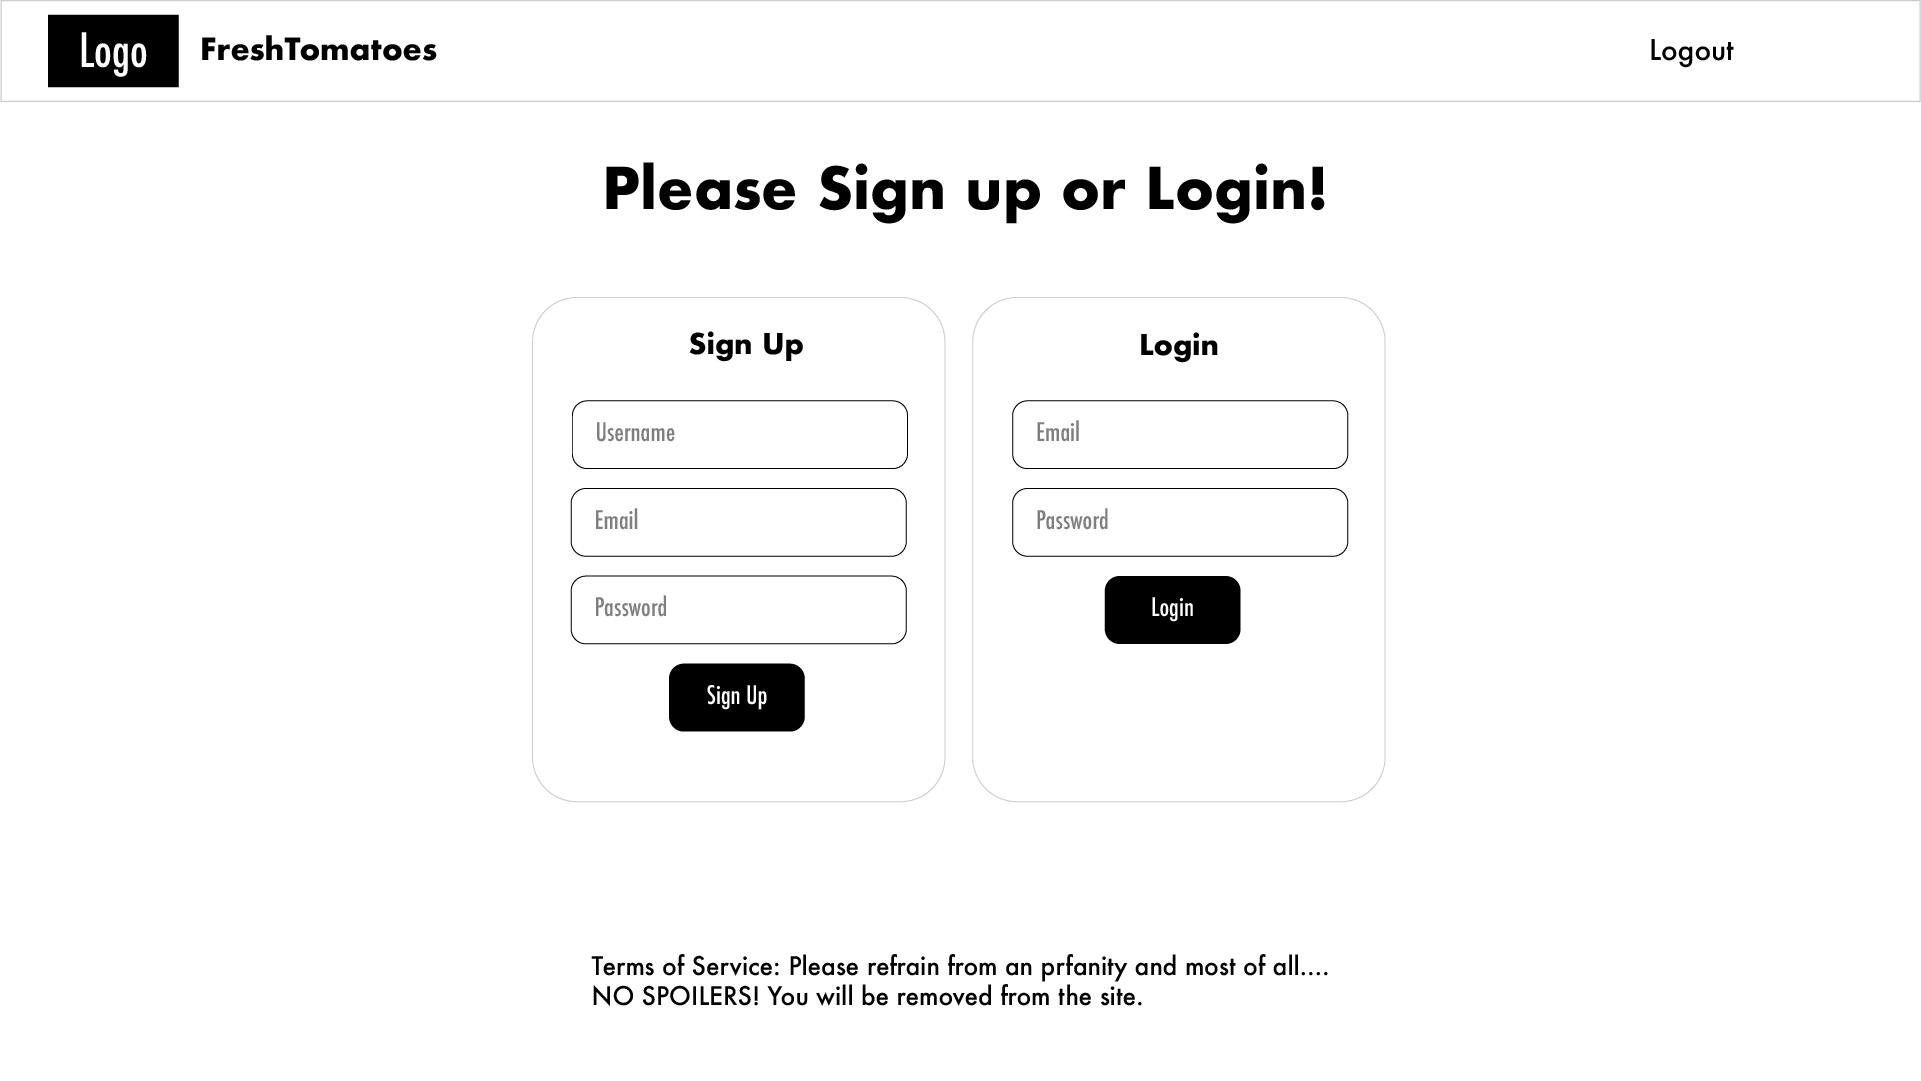 Logo
FreshTomatoes
Logout
Please Sign up or Login!
Sign Up
Username
Email
Password
Sign Up
Login
Email
Password
Login
Terms of Service: Please refrain from an prfanity and most of all....
NO SPOILERS! You will be removed from the site.